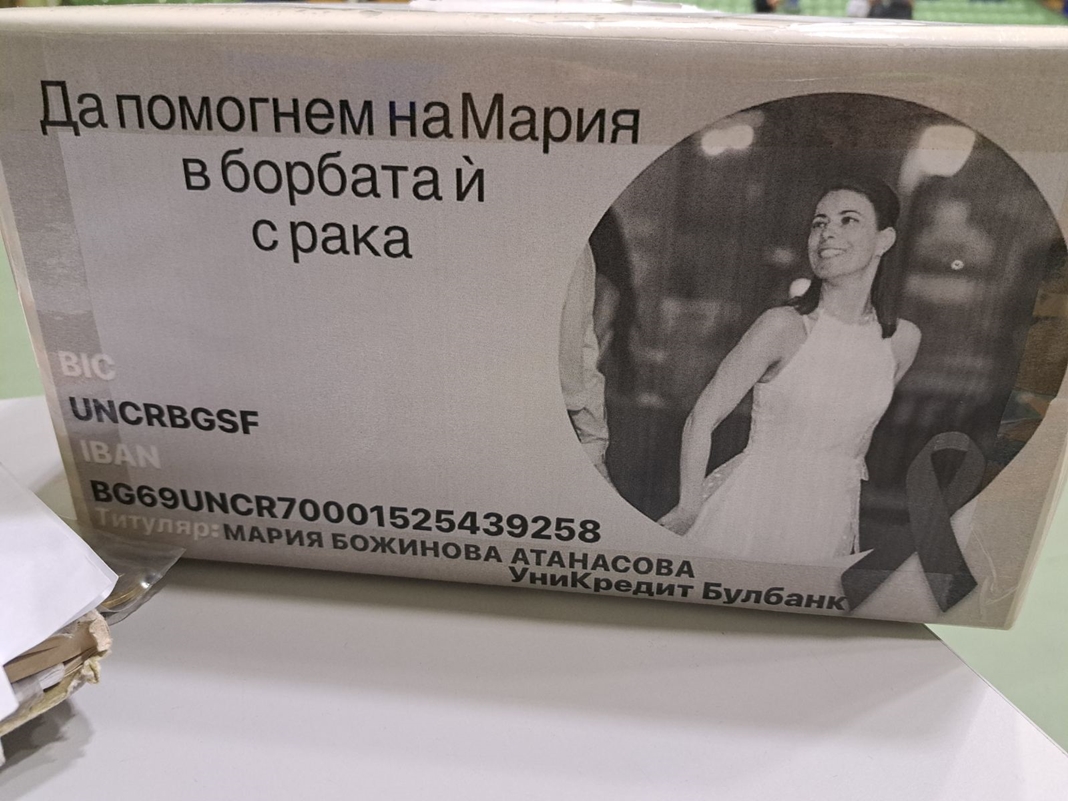 Да помогнем на Мария
в борбата ѝ
с рака
BIC
UNCRBGSF
IBAN
BG69UNCR70001525439258
Титуляр: МАРИЯ БОЖИНОВА АТАНАСОВА
УниКредит Булбанк